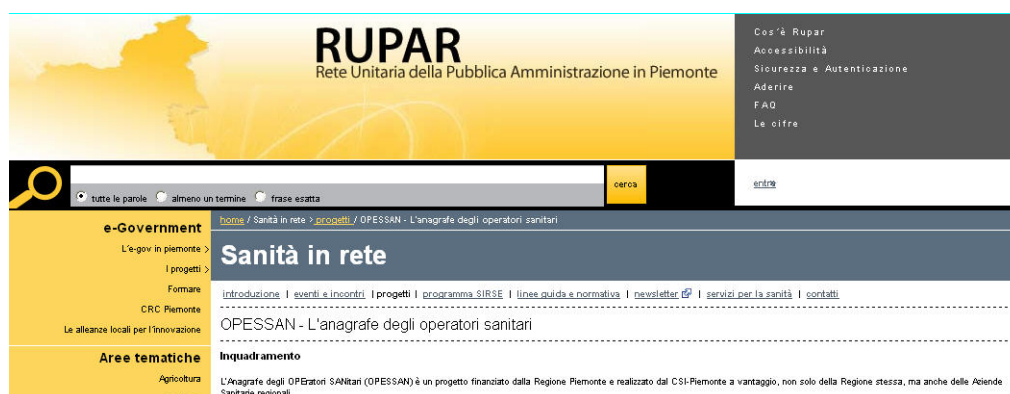 RUPAR
Rete Unitaria della Pubblica Amministrazione in Piemonte
Cos'è Rupar
Accessibilità
Sicurezza e Autenticazione
Aderire
FAQ
Le cifre
cerca
entra
tutte le parole almeno un termine frase esatta
e-Government
L'e-gov in piemonte >
I progetti >
Formare
CRC Piemonte
Le alleanze locali per l'innovazione
Aree tematiche
Agricoltura
home / Sanità in rete > progetti / OPESSAN - L'anagrafe degli operatori sanitari
Sanità in rete
introduzione | eventi e incontri | progetti | programma SIRSE | linee guida e normativa | newsletter | servizi per la sanità | contatti
OPESSAN - L'anagrafe degli operatori sanitari
Inquadramento
L'Anagrafe degli OPEratori SANitari (OPESSAN) è un progetto finanziato dalla Regione Piemonte e realizzato dal CSI-Piemonte a vantaggio, non solo della Regione stessa, ma anche delle Aziende
Sanitarie regionali